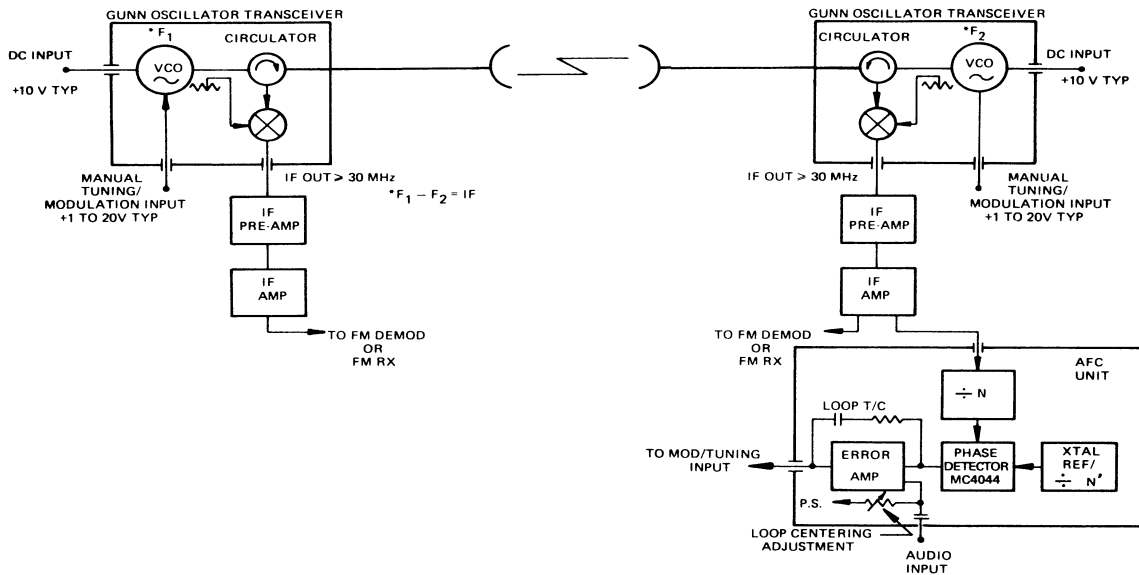 GUNN OSCILLATOR TRANSCEIVER
*F1
CIRCULATOR
DC INPUT
VCO
+10 V TYP
MANUAL
TUNING/
MODULATION INPUT
+1 TO 20V TYP
IF OUT ≥ 30 MHz
*F1 – F2 = IF
IF
PRE-AMP
IF
AMP
TO FM DEMOD
OR
FM RX
GUNN OSCILLATOR TRANSCEIVER
CIRCULATOR
*F2
VCO
DC INPUT
+10 V TYP
IF OUT ≥ 30 MHz
MANUAL
TUNING/
MODULATION INPUT
+1 TO 20V TYP
IF
PRE-AMP
IF
AMP
TO FM DEMOD
OR
FM RX
AFC
UNIT
÷ N
LOOP T/C
TO MOD/TUNING
INPUT
ERROR
AMP
PHASE
DETECTOR
MC4044
XTAL
REF/
÷ N'
P.S.
LOOP CENTERING
ADJUSTMENT
AUDIO
INPUT